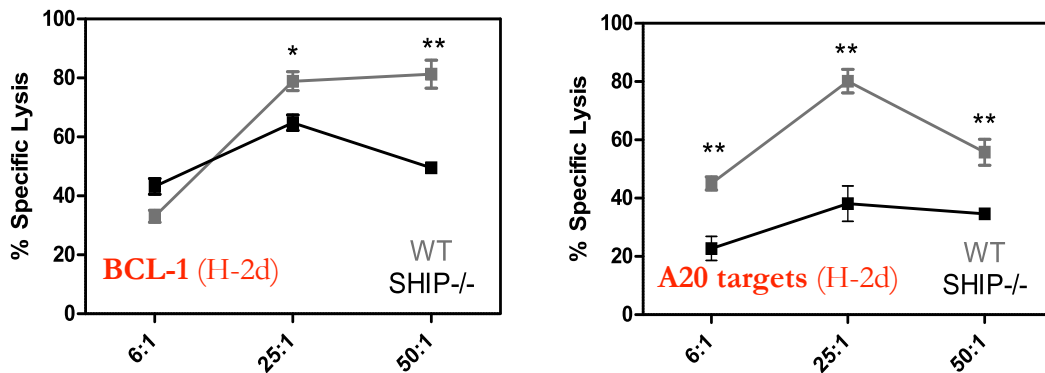 % Specific Lysis
100
80
60
40
20
0
*
**
WT
BCL-1 (H-2d)
SHIP-/-
6:1
25:1
50:1
% Specific Lysis
100
80
60
40
20
0
**
**
**
WT
A20 targets (H-2d)
SHIP-/-
6:1
25:1
50:1